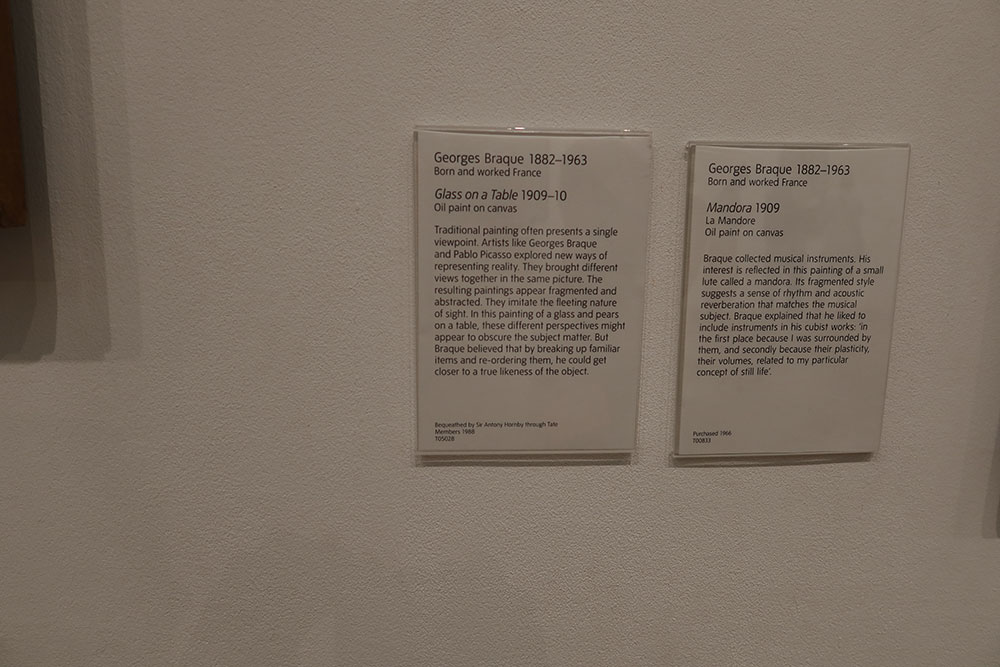 Georges Braque 1882–1963
Born and worked France
Glass on a Table 1909–10
Oil paint on canvas
Traditional painting often presents a single
viewpoint. Artists like Georges Braque
and Pablo Picasso explored new ways of
representing reality. They brought different
views together in the same picture. The
resulting paintings appear fragmented and
abstracted. They imitate the fleeting nature
of sight. In this painting of a glass and pears
on a table, these different perspectives might
appear to obscure the subject matter. But
Braque believed that by breaking up familiar
items and re-ordering them, he could get
closer to a true likeness of the object.
Bequeathed by Sir Antony Hornby through Tate
Members 1988
T05028
Georges Braque 1882–1963
Born and worked France
Mandora 1909
La Mandore
Oil paint on canvas
Braque collected musical instruments. His
interest is reflected in this painting of a small
lute called a mandora. Its fragmented style
suggests a sense of rhythm and acoustic
reverberation that matches the musical
subject. Braque explained that he liked to
include instruments in his cubist works: ‘in
the first place because I was surrounded by
them, and secondly because their plasticity,
their volumes, related to my particular
concept of still life’.
Purchased 1966
T00833